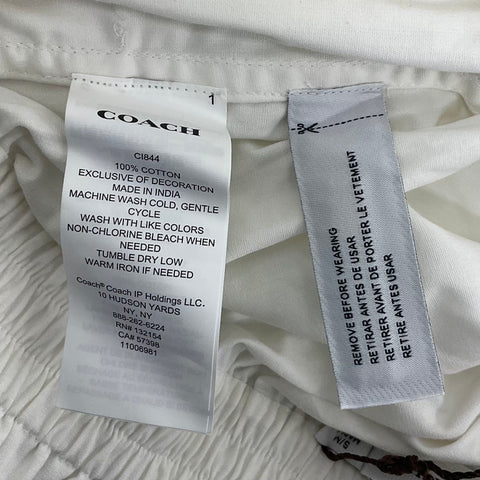 1
COACH
CI844
100% COTTON
EXCLUSIVE OF DECORATION
MADE IN INDIA
MACHINE WASH COLD, GENTLE
CYCLE
WASH WITH LIKE COLORS
NON-CHLORINE BLEACH WHEN
NEEDED
TUMBLE DRY LOW
WARM IRON IF NEEDED
Coach® Coach IP Holdings LLC.
10 HUDSON YARDS
NY, NY
888-262-6224
RN# 132154
CA# 57398
11006981
REMOVE BEFORE WEARING
RETIRAR ANTES DE USAR
RETIRER AVANT DE PORTER LE VETEMENT
RETIRE ANTES USAR
S/N